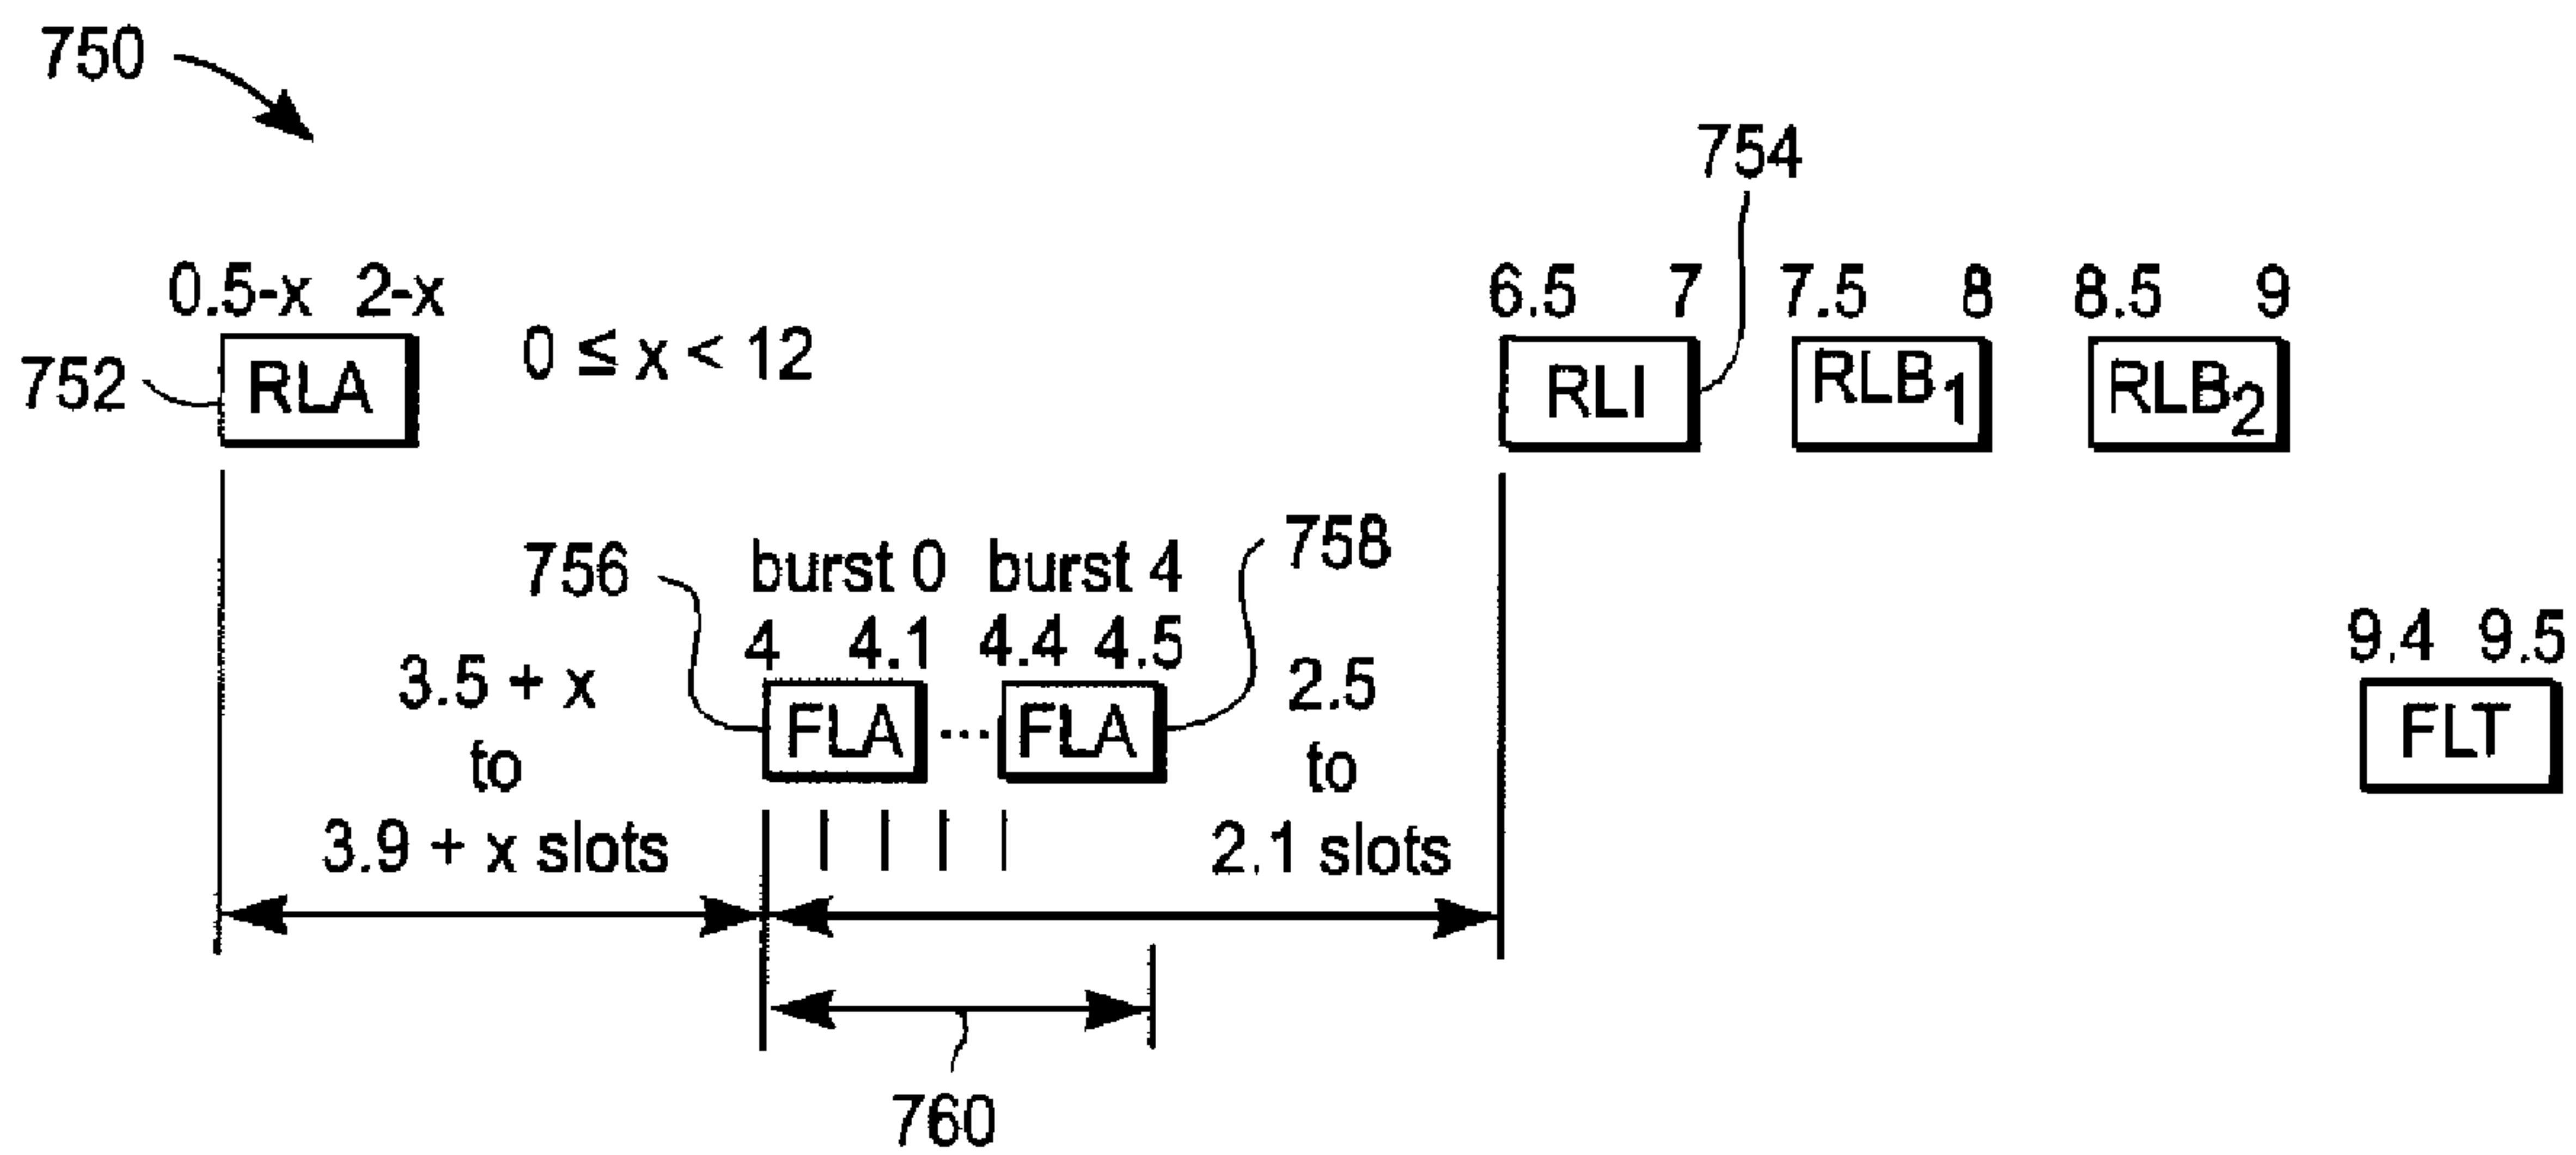 750
754
0.5-x 2-x
6.5 7 7.5 8 8.5 9
752 RLA 0 ≤ x < 12
RLI RLB1 RLB2
756 burst 0 burst 4 758
4 4.1 4.4 4.5
9.4 9.5
3.5 + x
to
3.9 + x slots
FLA ... FLA
2.5
to
2.1 slots
FLT
760